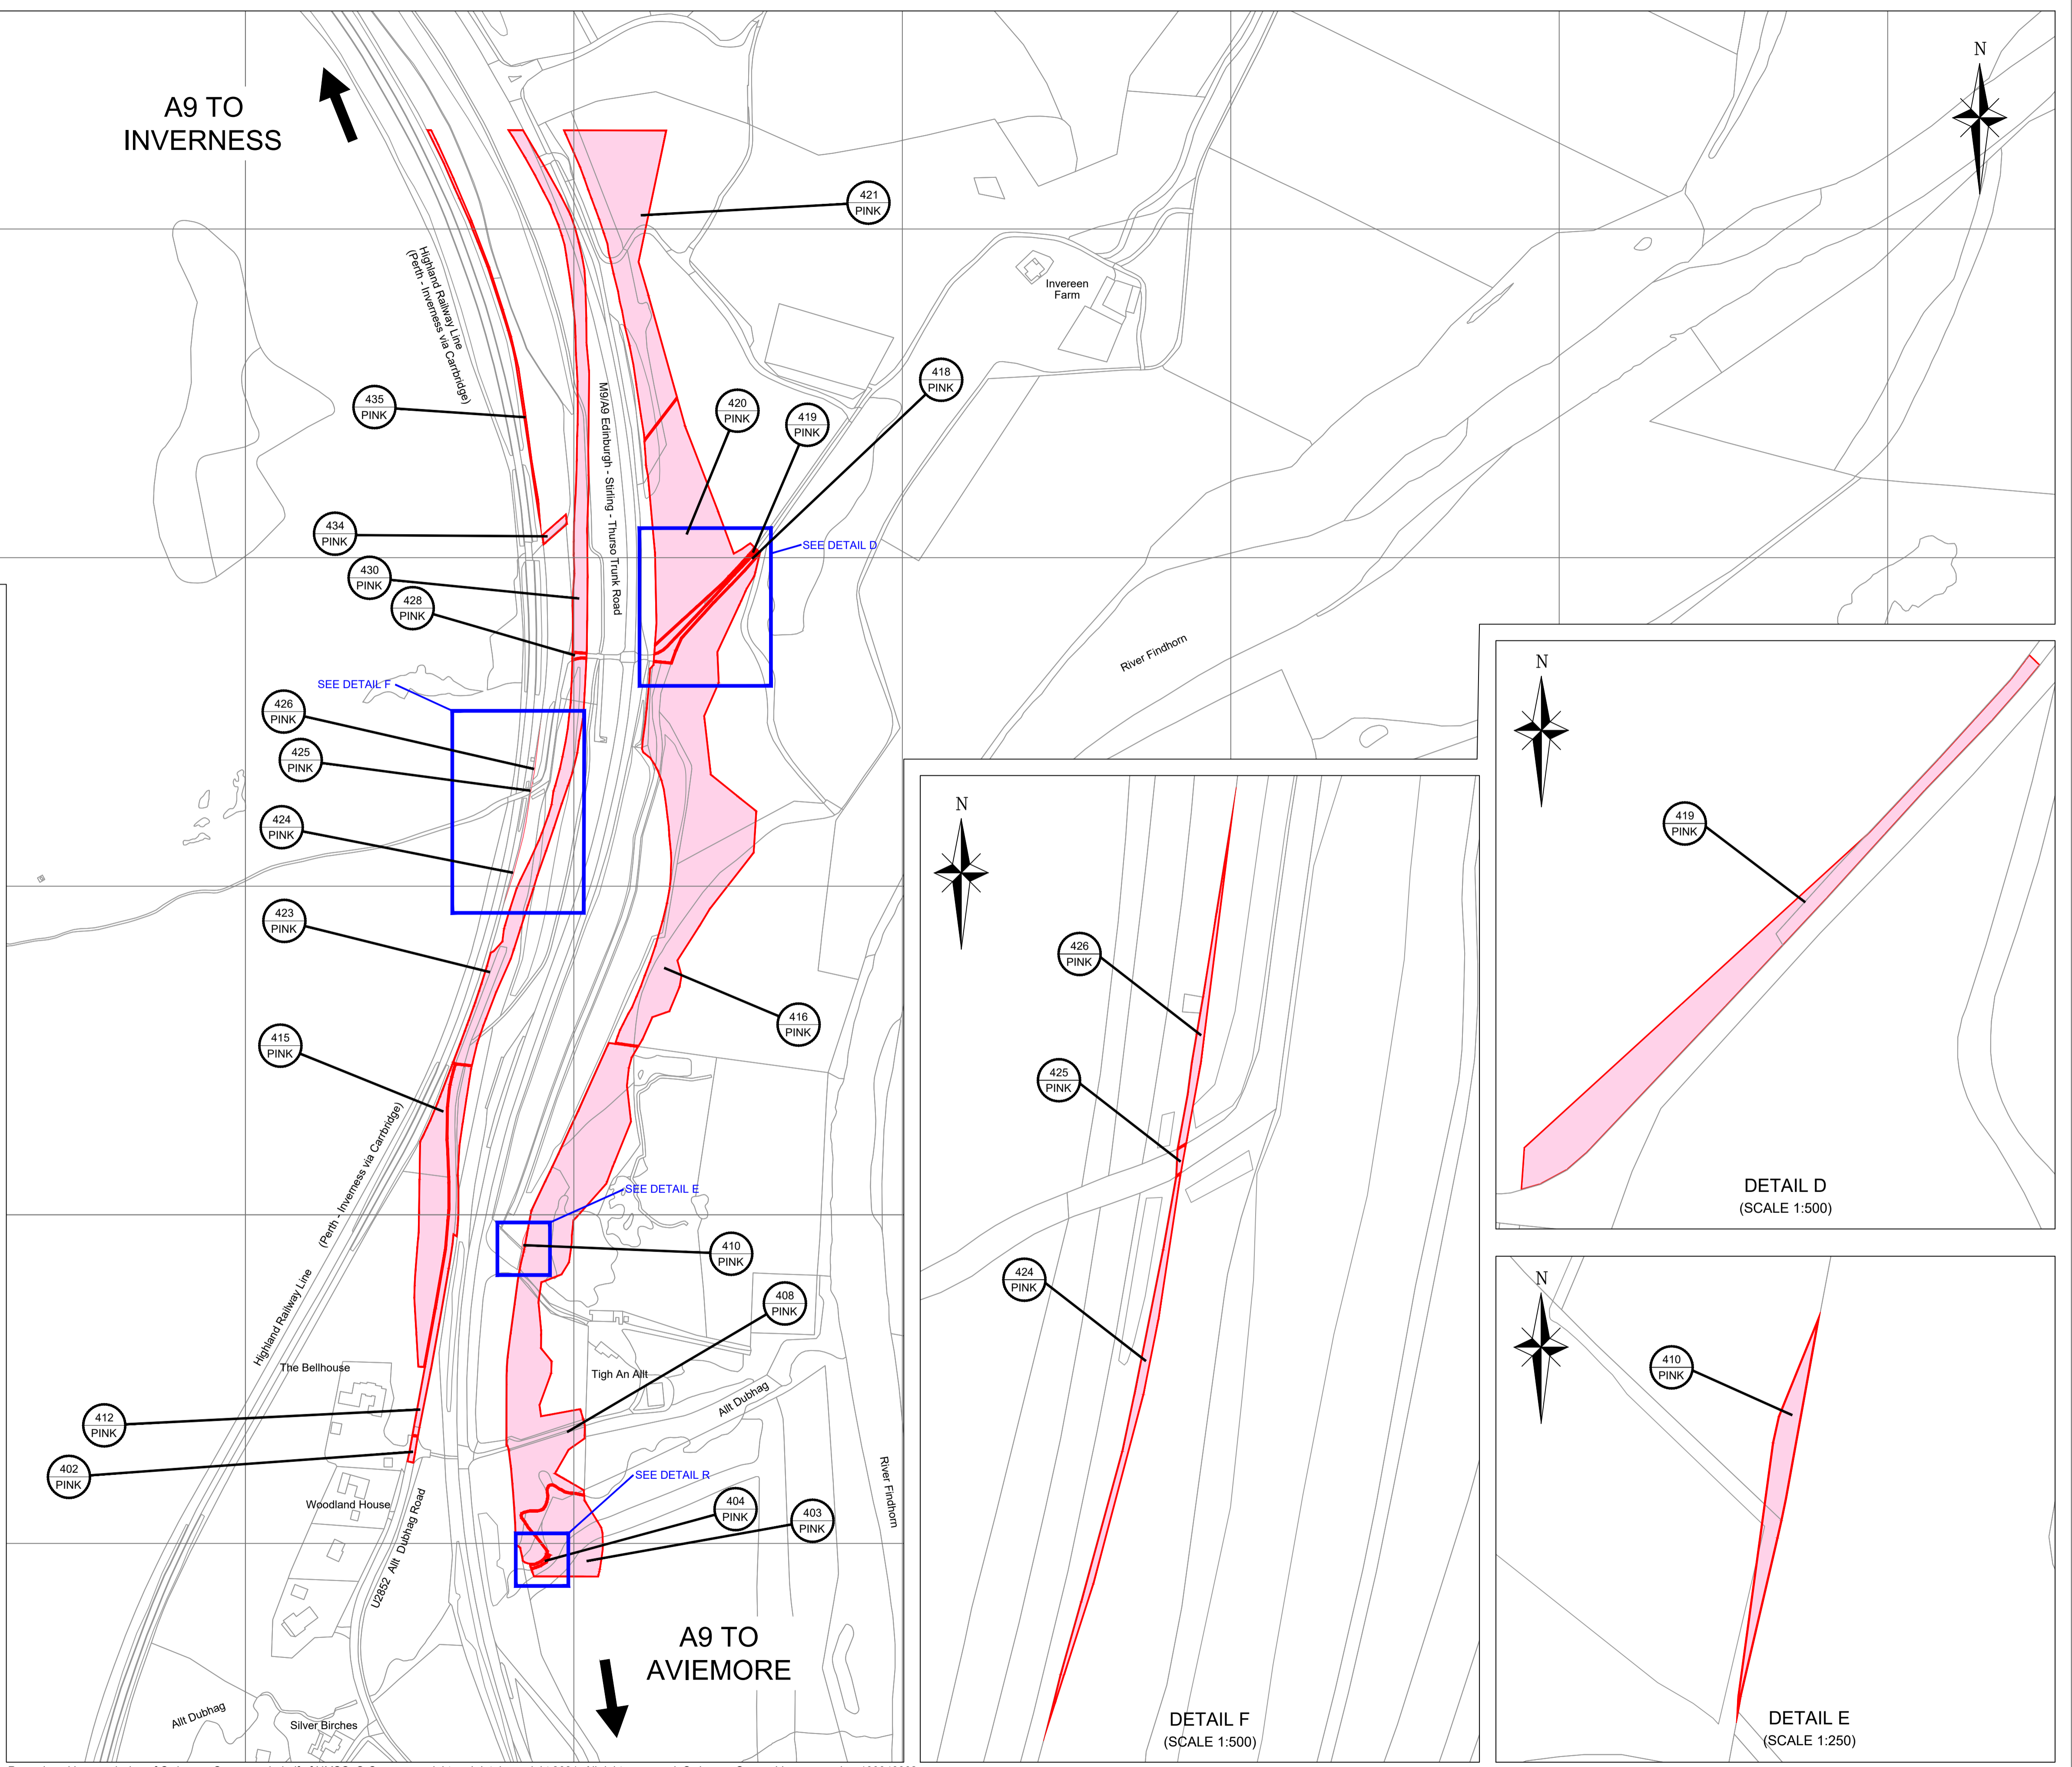 A9 TO
INVERNESS
N
421
PINK
Highland Railway Line
(Perth - Inverness via Carrbridge)
Invereen
Farm
418
PINK
435
PINK
420
PINK
419
PINK
M9/A9 Edinburgh - Stirling - Thurso Trunk Road
434
PINK
SEE DETAIL D
430
PINK
428
PINK
River Findhorn
SEE DETAIL F
426
PINK
425
PINK
424
PINK
423
PINK
416
PINK
415
PINK
(Perth - Inverness via Carrbridge)
Highland Railway Line
SEE DETAIL E
410
PINK
408
PINK
The Bellhouse
Tigh An Allt
Allt Dubhag
412
PINK
402
PINK
SEE DETAIL R
River Findhorn
Woodland House
404
PINK
403
PINK
U2852 Allt Dubhag Road
A9 TO
AVIEMORE
Allt Dubhag
Silver Birches
N
426
PINK
425
PINK
424
PINK
DETAIL F
(SCALE 1:500)
N
419
PINK
DETAIL D
(SCALE 1:500)
N
410
PINK
DETAIL E
(SCALE 1:250)